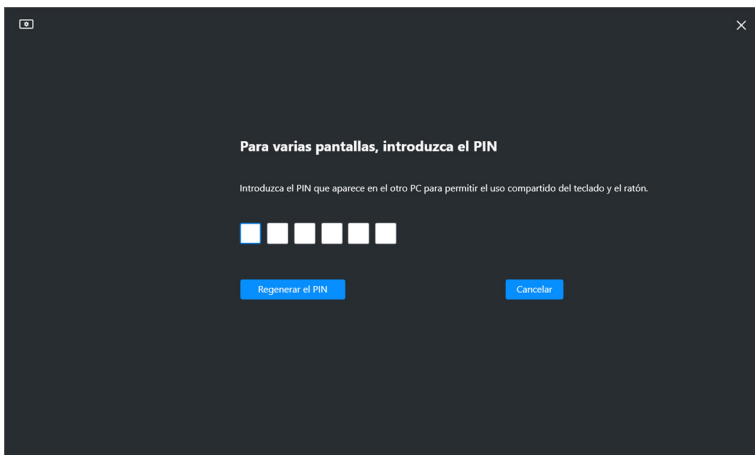 Para varias pantallas, introduzca el PIN
Introduzca el PIN que aparece en el otro PC para permitir el uso compartido del teclado y el ratón.
Regenerar el PIN
Cancelar